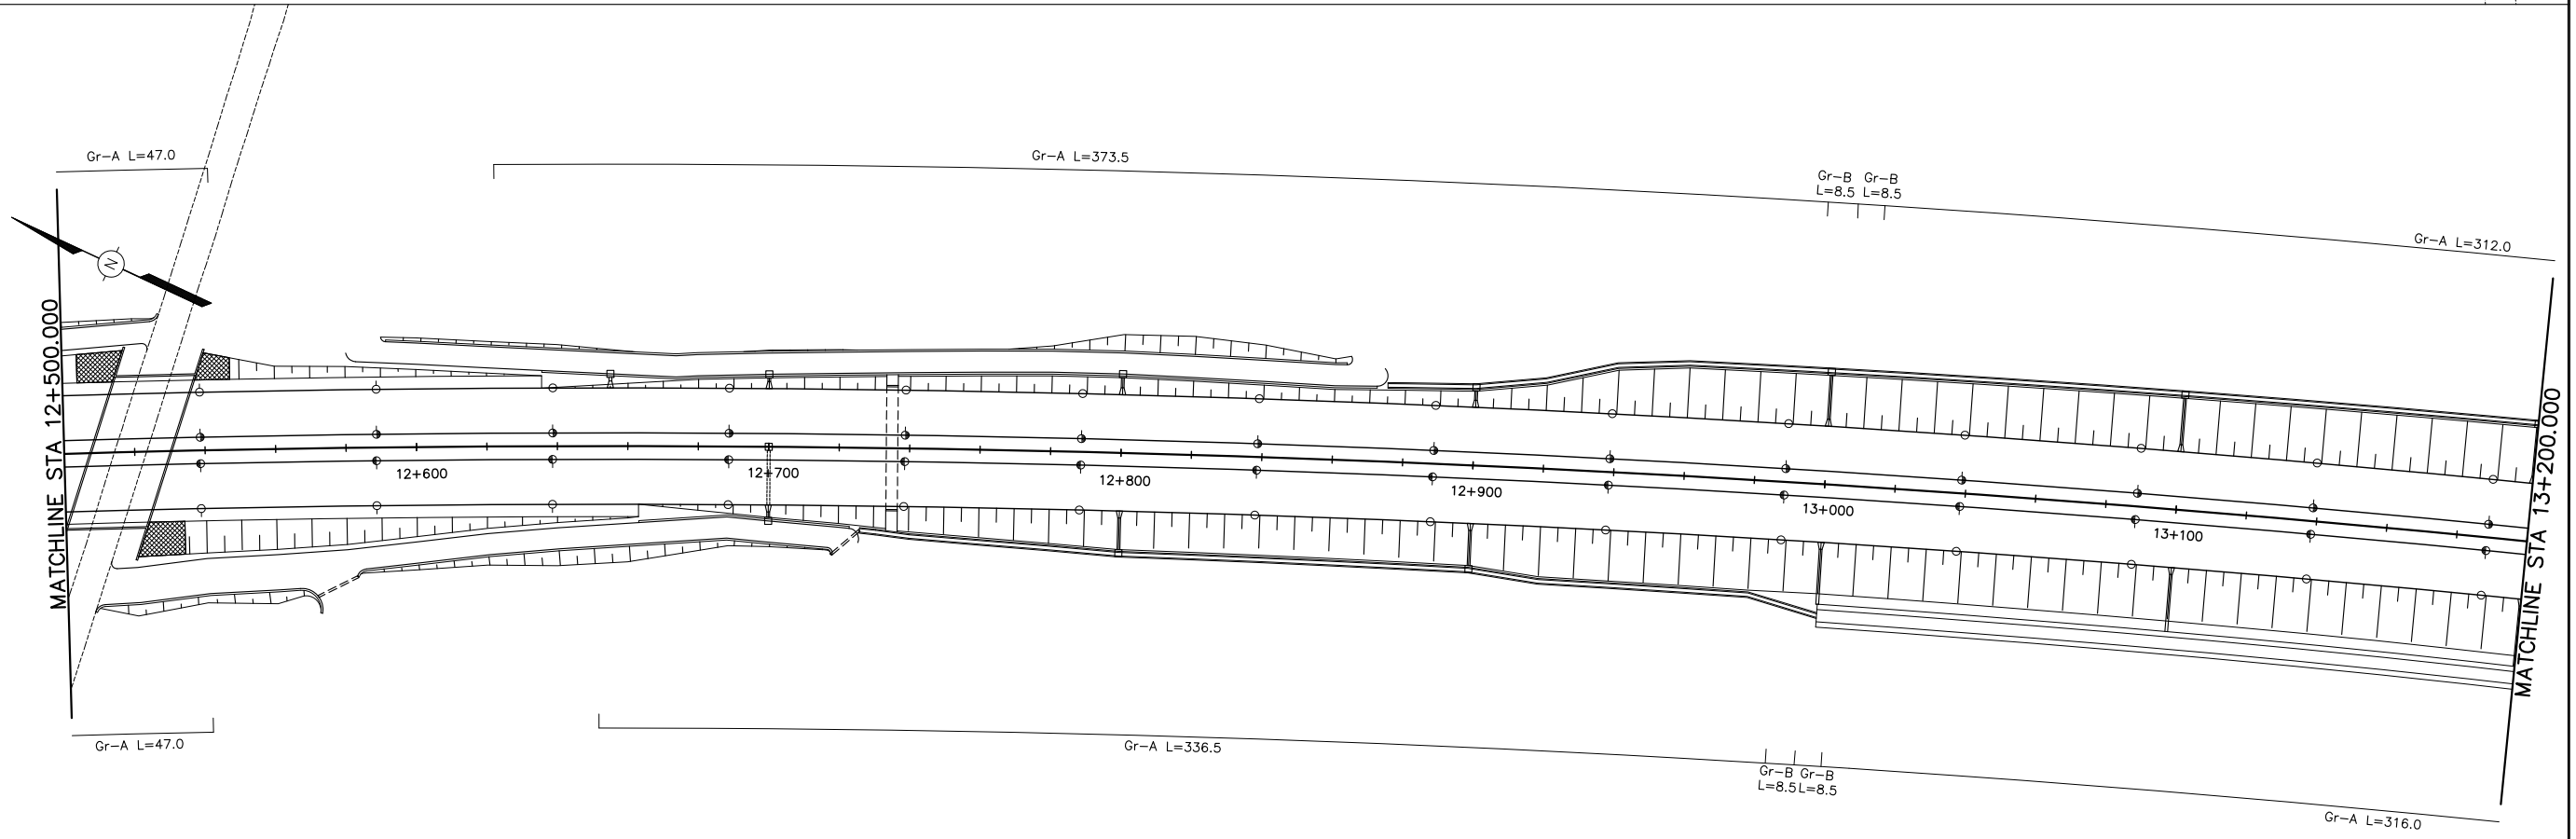 Gr-A L=47.0
Gr-A L=373.5
Gr-B Gr-B
L=8.5 L=8.5
Gr-A L=312.0
N
MATCHLINE STA 12+500.000
12+600
12+700
12+800
12+900
13+000
13+100
MATCHLINE STA 13+200.000
Gr-A L=47.0
Gr-A L=336.5
Gr-B Gr-B
L=8.5 L=8.5
Gr-A L=316.0